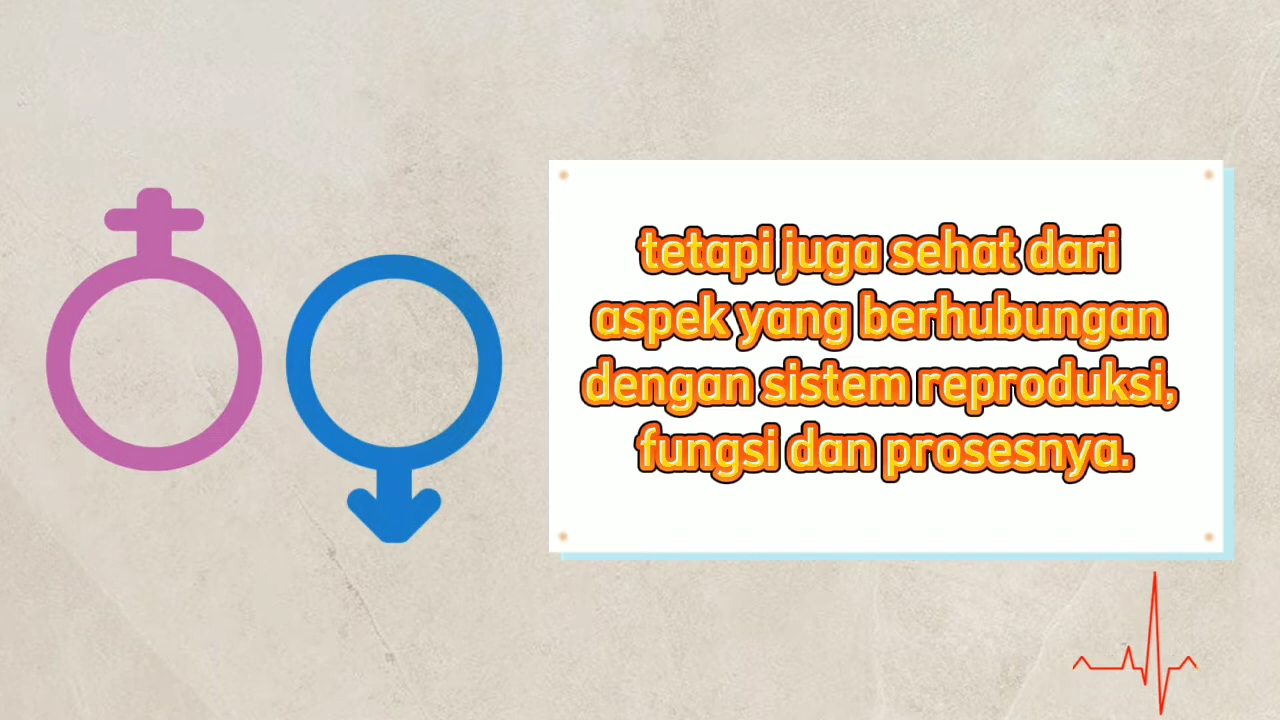 tetapi juga sehat dari
aspek yang berhubungan
dengan sistem reproduksi,
fungsi dan prosesnya.